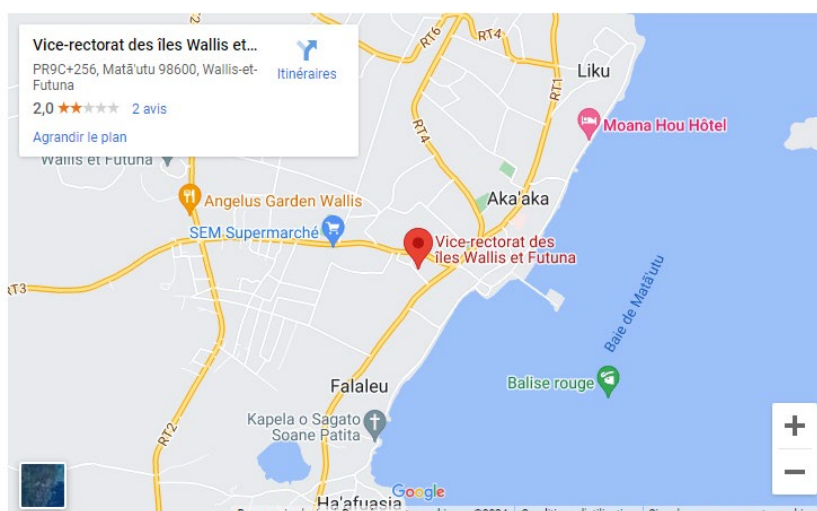 Vice-rectorat des îles Wallis et...
PR9C+256, Matā'utu 98600, Wallis-et-
Futuna
2,0
2 avis
Agrandir le plan
Itinéraires
Wallis et Futuna
RT6
RT4
Liku
RT1
RT4
Moana Hou Hôtel
Angelus Garden Wallis
Aka'aka
SEM Supermarché
Vice-rectorat des
îles Wallis et Futuna
RT3
Baie de Matā'utu
Falaleu
Balise rouge
Kapela o Sagato
Soane Patita
RT2
+
−
Google
Ha'afuasia